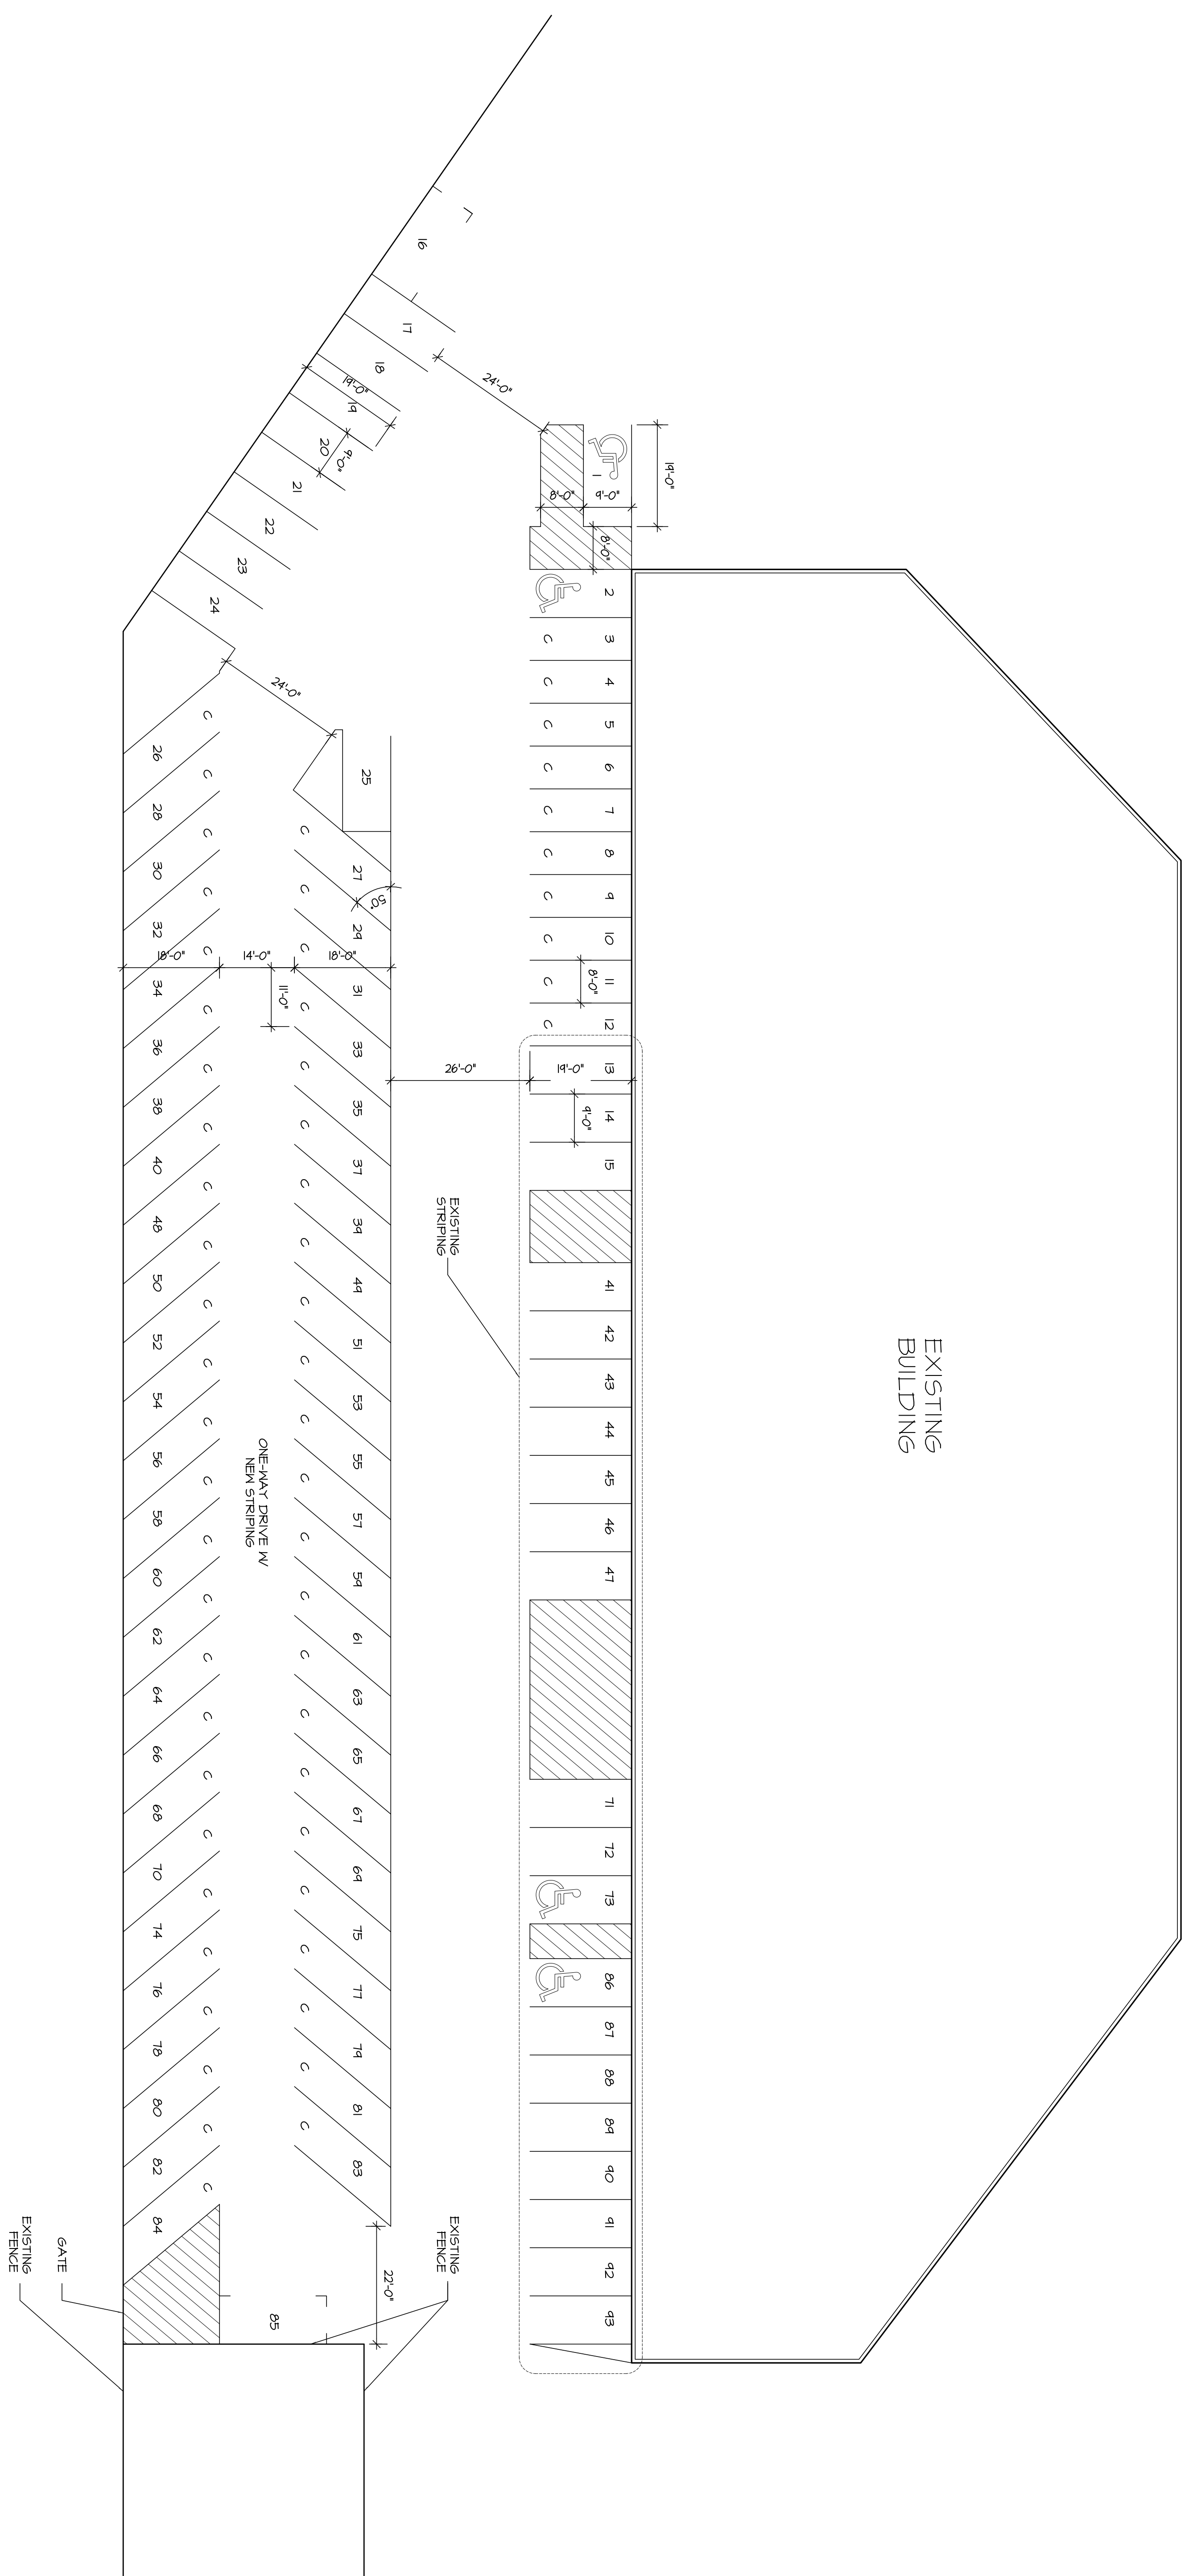 16
17
18
19'-0"
19
20
9'-0"
21
22
23
24
24'-0"
19'-0"
1
8'-0"
9'-0"
8'-0"
2
C
3
C
4
C
5
C
6
C
7
C
8
C
9
C
10
C
11
8'-0"
C
12
13
26'-0"
19'-0"
14
9'-0"
15
EXISTING
STRIPING
41
42
43
44
45
46
47
71
72
73
86
87
88
89
90
91
92
93
EXISTING
BUILDING
24'-0"
25
C
27
50°
C
29
C
31
C
33
C
35
C
37
C
39
C
49
C
51
C
53
C
55
C
57
C
59
C
61
C
63
C
65
C
67
C
69
C
75
C
77
C
79
C
81
C
83
18'-0"
14'-0"
18'-0"
11'-0"
ONE-WAY DRIVE W/
NEW STRIPING
C
26
C
28
C
30
C
32
C
34
C
36
C
38
C
40
C
48
C
50
C
52
C
54
C
56
C
58
C
60
C
62
C
64
C
66
C
68
C
70
C
74
C
76
C
78
C
80
C
82
C
84
85
22'-0"
EXISTING
FENCE
GATE
EXISTING
FENCE